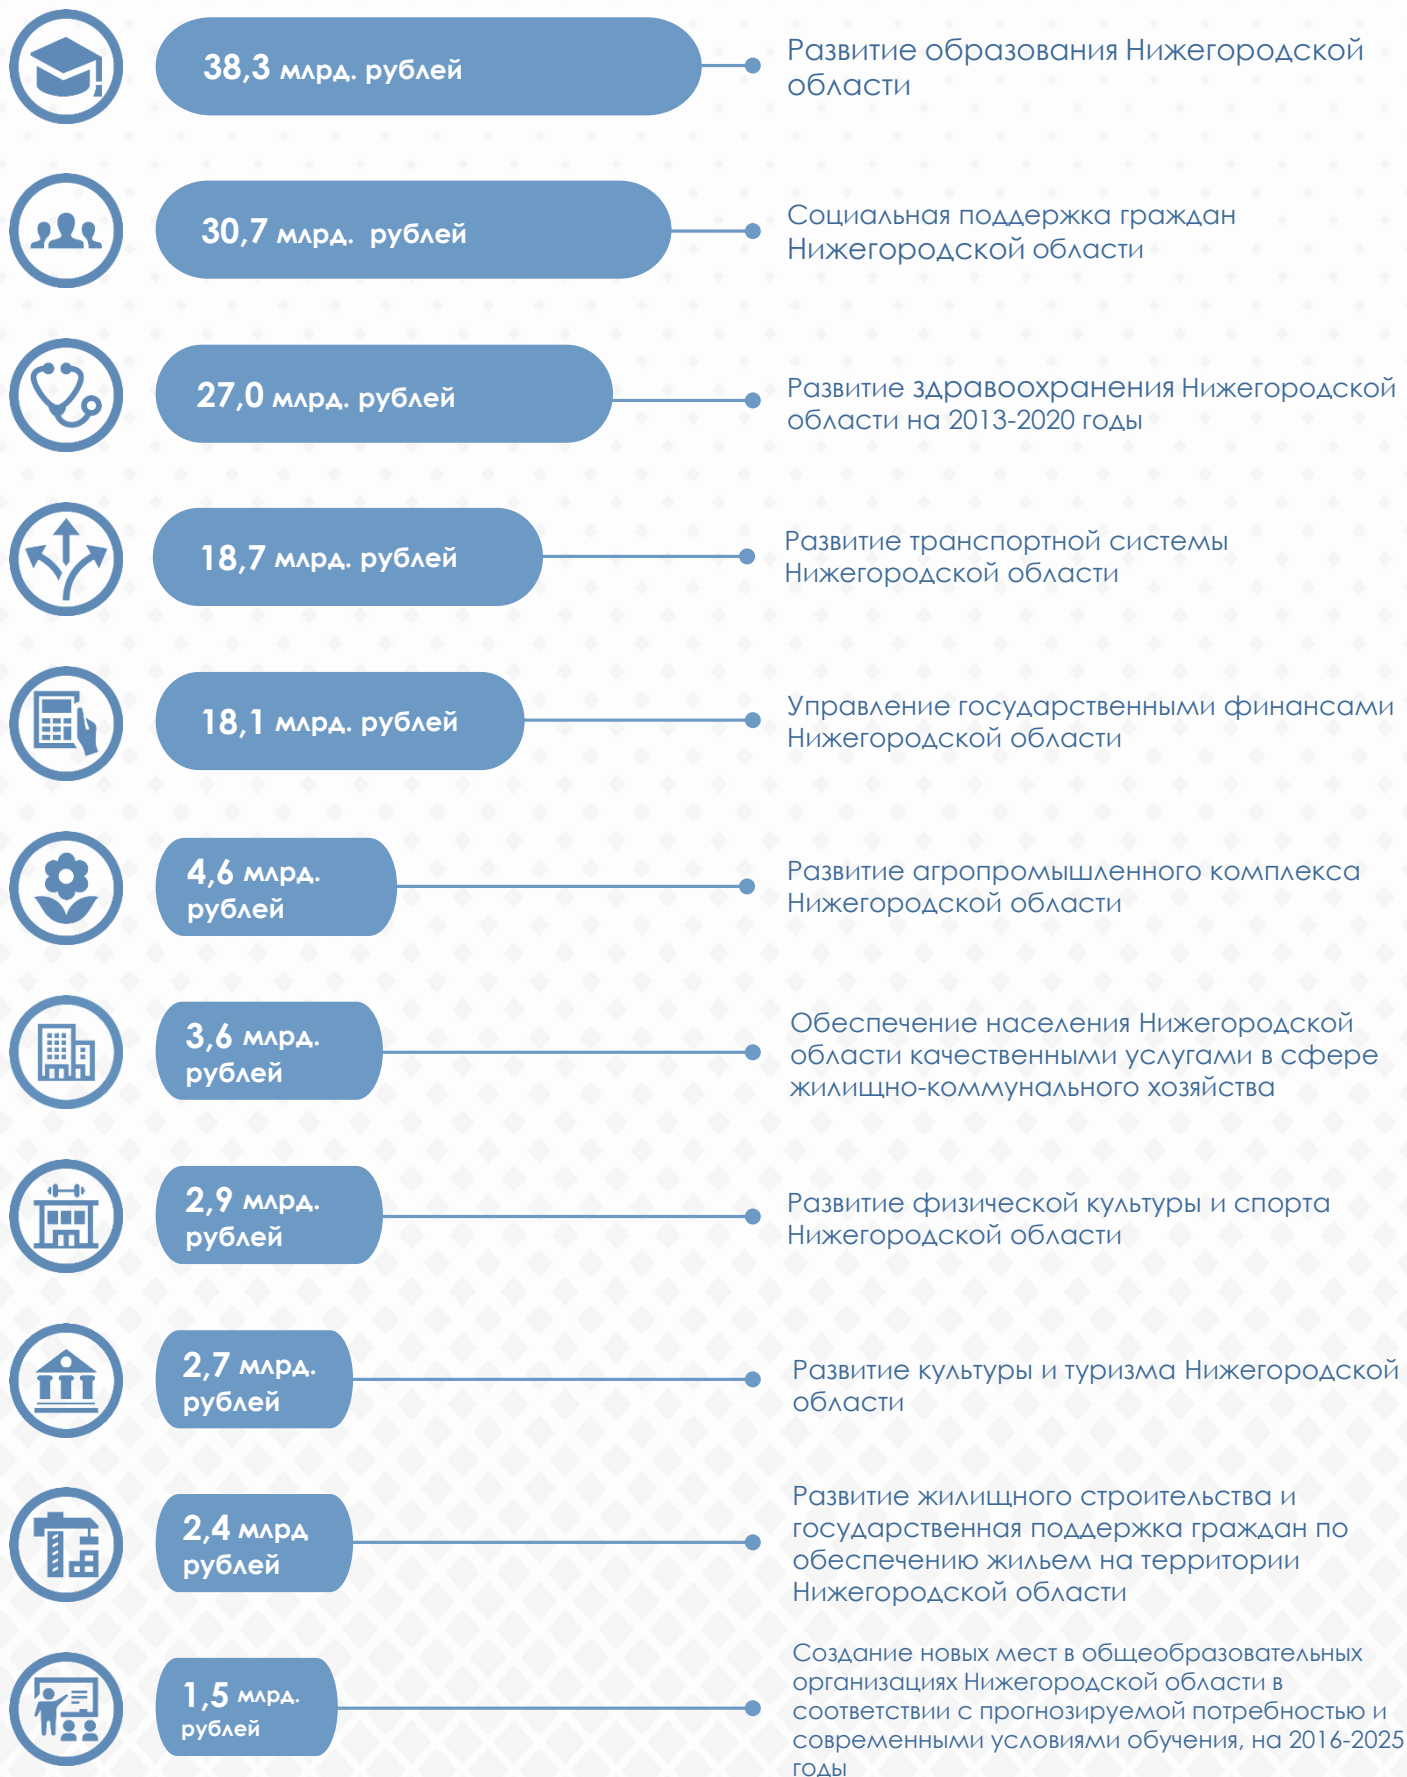 38,3 млрд. рублей
Развитие образования Нижегородской
области
30,7 млрд. рублей
Социальная поддержка граждан
Нижегородской области
27,0 млрд. рублей
Развитие здравоохранения Нижегородской
области на 2013-2020 годы
18,7 млрд. рублей
Развитие транспортной системы
Нижегородской области
18,1 млрд. рублей
Управление государственными финансами
Нижегородской области
4,6 млрд.
рублей
Развитие агропромышленного комплекса
Нижегородской области
3,6 млрд.
рублей
Обеспечение населения Нижегородской
области качественными услугами в сфере
жилищно-коммунального хозяйства
2,9 млрд.
рублей
Развитие физической культуры и спорта
Нижегородской области
2,7 млрд.
рублей
Развитие культуры и туризма Нижегородской
области
2,4 млрд
рублей
Развитие жилищного строительства и
государственная поддержка граждан по
обеспечению жильем на территории
Нижегородской области
1,5 млрд.
рублей
Создание новых мест в общеобразовательных
организациях Нижегородской области в
соответствии с прогнозируемой потребностью и
современными условиями обучения, на 2016-2025
годы